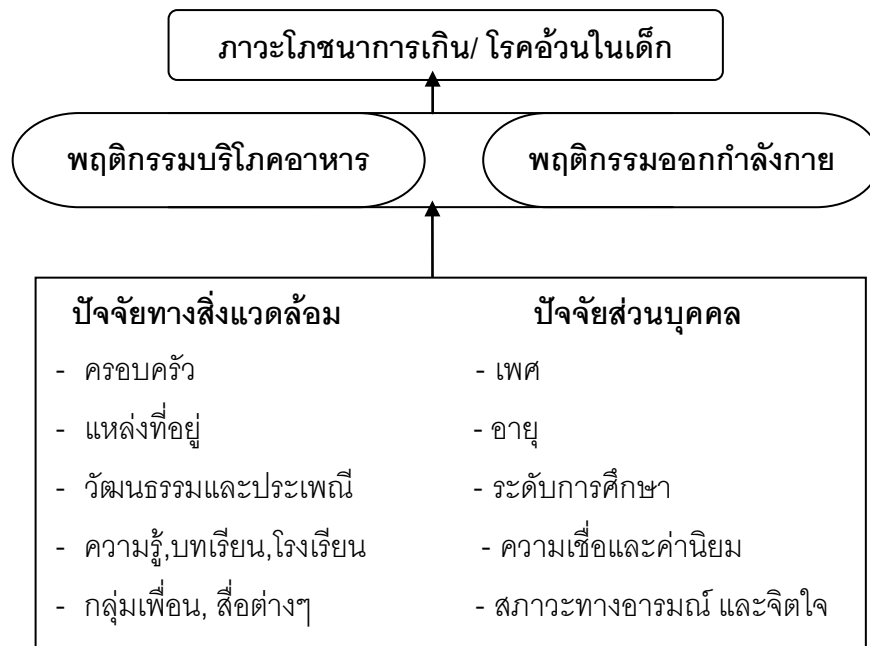 ภาวะโภชนาการเกิน/ โรคอ้วนในเด็ก
พฤติกรรมบริโภคอาหาร
พฤติกรรมออกกำลังกาย
ปัจจัยทางสิ่งแวดล้อม
- ครอบครัว
- แหล่งที่อยู่
- วัฒนธรรมและประเพณี
- ความรู้,บทเรียน,โรงเรียน
- กลุ่มเพื่อน, สื่อต่างๆ
ปัจจัยส่วนบุคคล
- เพศ
- อายุ
- ระดับการศึกษา
- ความเชื่อและค่านิยม
- สภาวะทางอารมณ์ และจิตใจ